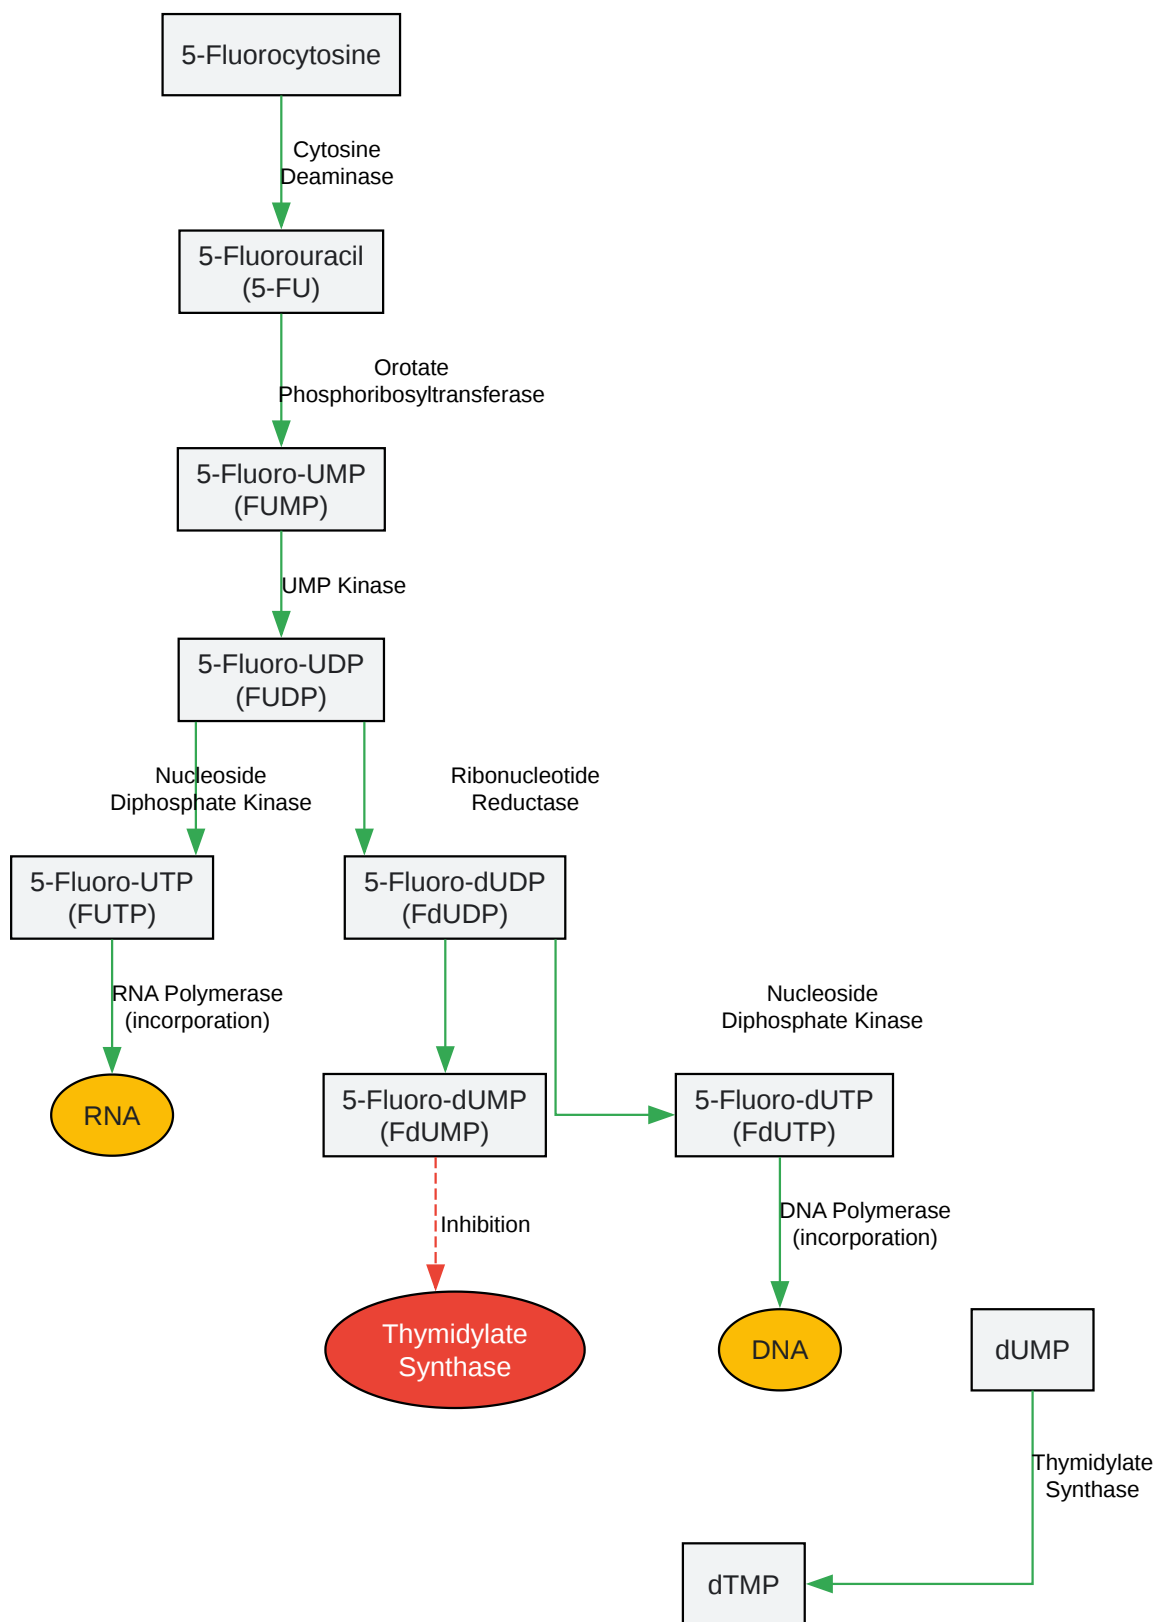 5-Fluorocytosine
Cytosine
Deaminase
5-Fluorouracil
(5-FU)
Orotate
Phosphoribosyltransferase
5-Fluoro-UMP
(FUMP)
UMP Kinase
5-Fluoro-UDP
(FUDP)
Nucleoside
Diphosphate Kinase
Ribonucleotide
Reductase
5-Fluoro-UTP
(FUTP)
5-Fluoro-dUDP
(FdUDP)
RNA Polymerase
(incorporation)
Nucleoside
Diphosphate Kinase
RNA
5-Fluoro-dUMP
(FdUMP)
5-Fluoro-dUTP
(FdUTP)
Inhibition
DNA Polymerase
(incorporation)
Thymidylate
Synthase
DNA
dUMP
Thymidylate
Synthase
dTMP